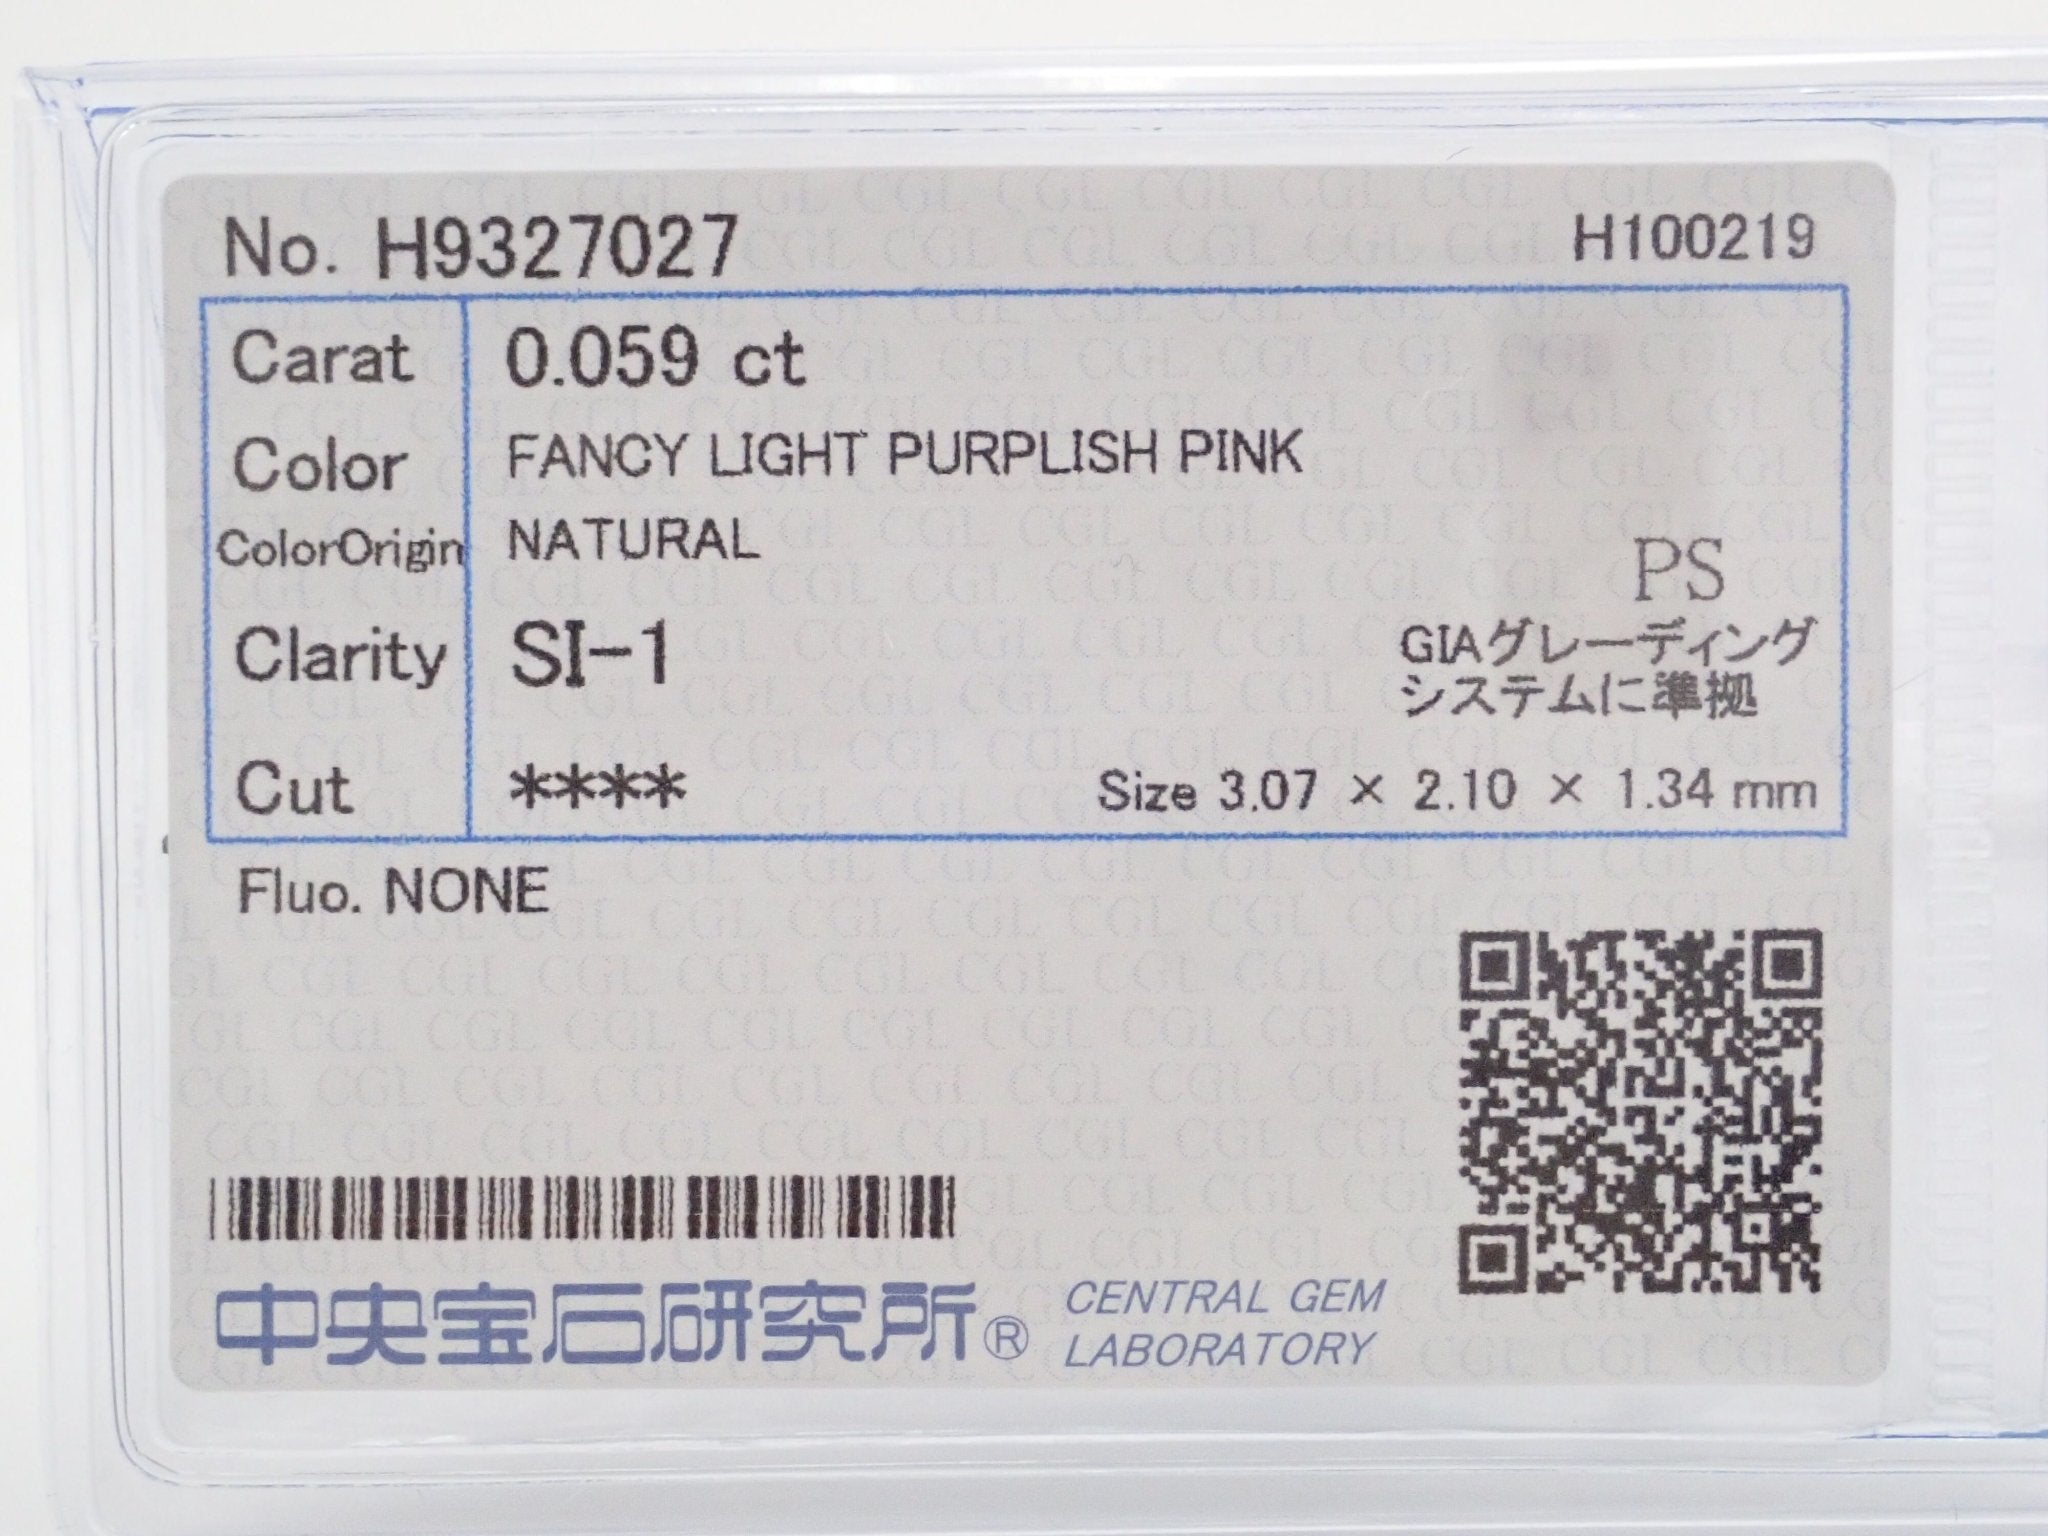 No. H9327027
H100219
Carat 0.059 ct
Color FANCY LIGHT PURPLISH PINK
ColorOrigin NATURAL
PS
Clarity SI-1
GIAグレーディング
システムに準拠
Cut **** Size 3.07 × 2.10 × 1.34 mm
Fluo. NONE
中央宝石研究所® CENTRAL GEM
LABORATORY